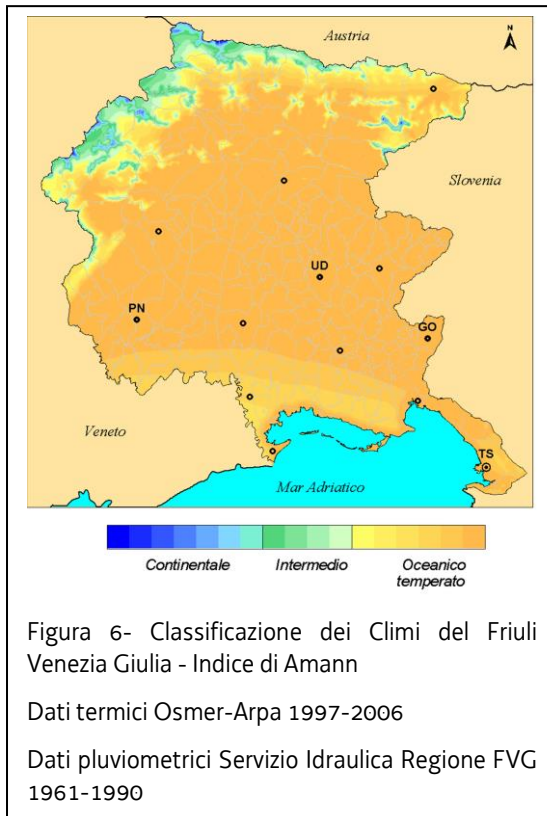 Austria
N
Slovenia
UD
PN
GO
Veneto
TS
Mar Adriatico
Continentale
Intermedio
Oceanico
temperato
Figura 6- Classificazione dei Climi del Friuli
Venezia Giulia - Indice di Amann
Dati termici Osmer-Arpa 1997-2006
Dati pluviometrici Servizio Idraulica Regione FVG
1961-1990